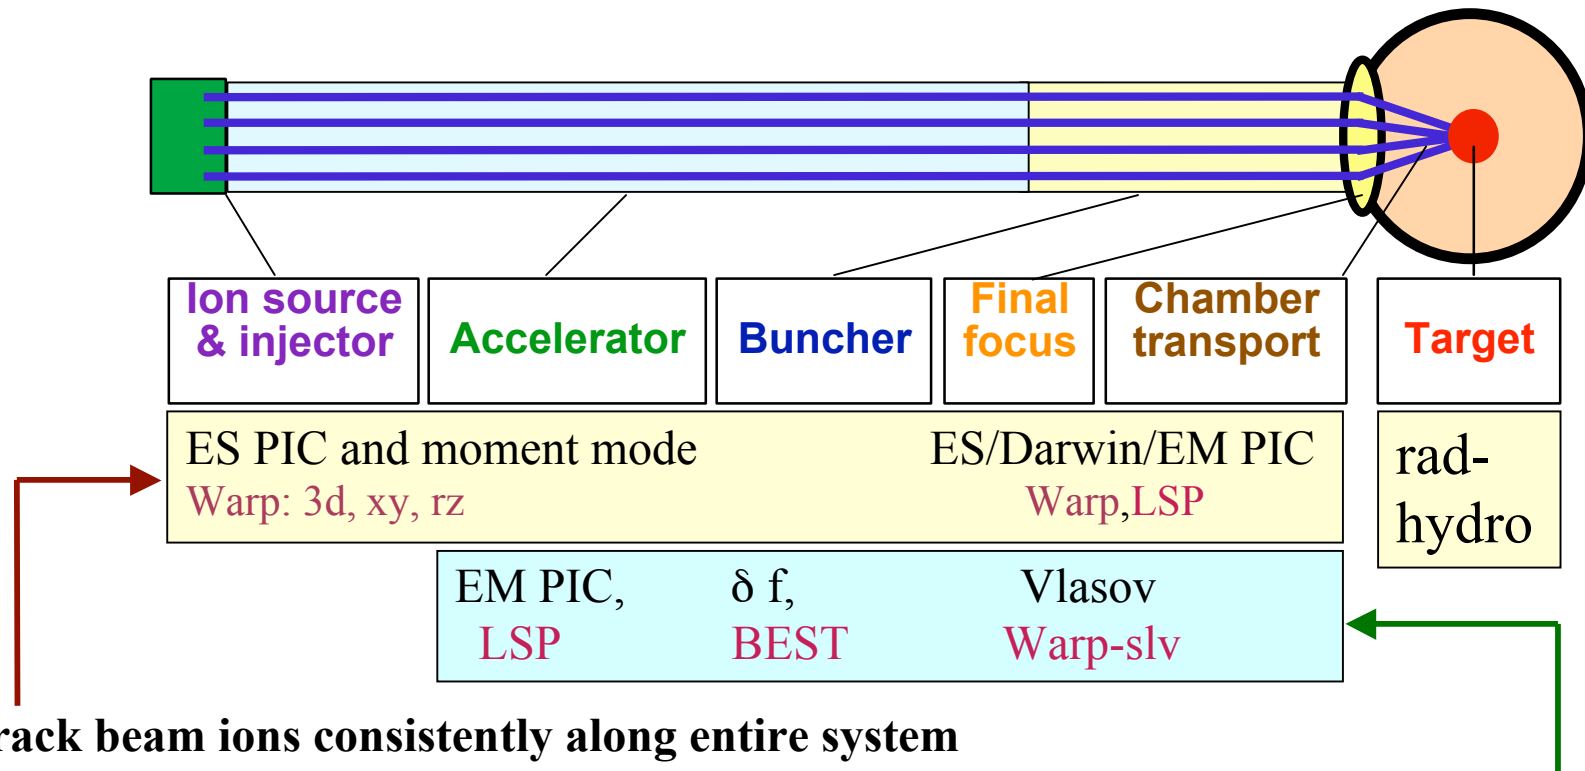 Ion source
& injector
Accelerator
Buncher
Final
focus
Chamber
transport
Target
ES PIC and moment mode
ES/Darwin/EM PIC
Warp: 3d, xy, rz
Warp,LSP
rad-
hydro
EM PIC,
δ f,
Vlasov
LSP
BEST
Warp-slv
rack beam ions consistently along entire system